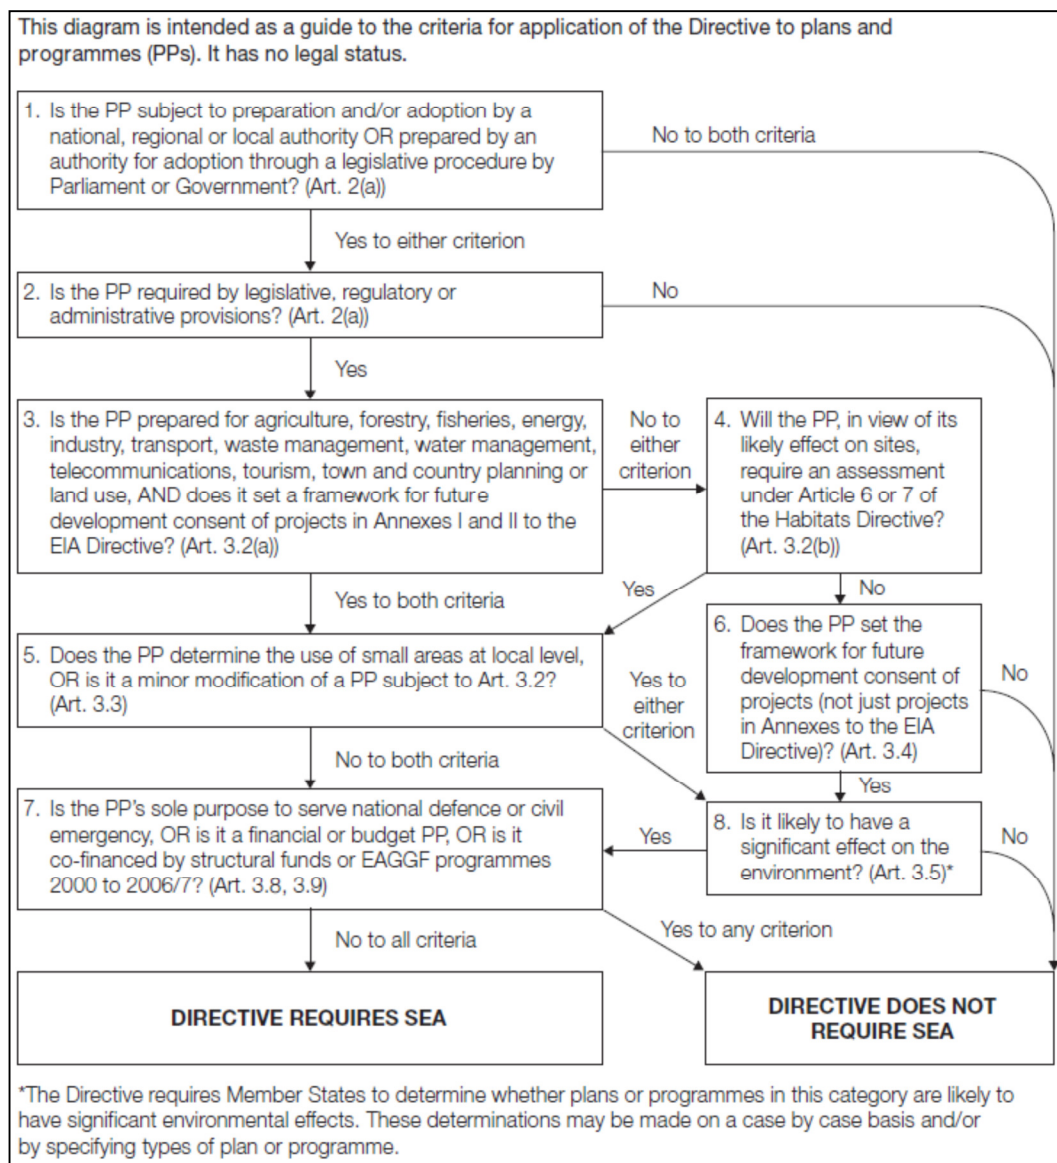 This diagram is intended as a guide to the criteria for application of the Directive to plans and
programmes (PPs). It has no legal status.
1. Is the PP subject to preparation and/or adoption by a
national, regional or local authority OR prepared by an
authority for adoption through a legislative procedure by
Parliament or Government? (Art. 2(a))
No to both criteria
Yes to either criterion
2. Is the PP required by legislative, regulatory or
administrative provisions? (Art. 2(a))
No
Yes
3. Is the PP prepared for agriculture, forestry, fisheries, energy,
industry, transport, waste management, water management,
telecommunications, tourism, town and country planning or
land use, AND does it set a framework for future
development consent of projects in Annexes I and II to the
EIA Directive? (Art. 3.2(a))
No to
either
criterion
4. Will the PP, in view of its
likely effect on sites,
require an assessment
under Article 6 or 7 of
the Habitats Directive?
(Art. 3.2(b))
Yes to both criteria
Yes
No
5. Does the PP determine the use of small areas at local level,
OR is it a minor modification of a PP subject to Art. 3.2?
(Art. 3.3)
Yes to
either
criterion
6. Does the PP set the
framework for future
development consent of
projects (not just projects
in Annexes to the EIA
Directive)? (Art. 3.4)
No
No to both criteria
Yes
7. Is the PP's sole purpose to serve national defence or civil
emergency, OR is it a financial or budget PP, OR is it
co-financed by structural funds or EAGGF programmes
2000 to 2006/7? (Art. 3.8, 3.9)
Yes
8. Is it likely to have a
significant effect on the
environment? (Art. 3.5)*
No
No to all criteria
Yes to any criterion
DIRECTIVE REQUIRES SEA
DIRECTIVE DOES NOT
REQUIRE SEA
*The Directive requires Member States to determine whether plans or programmes in this category are likely to
have significant environmental effects. These determinations may be made on a case by case basis and/or
by specifying types of plan or programme.